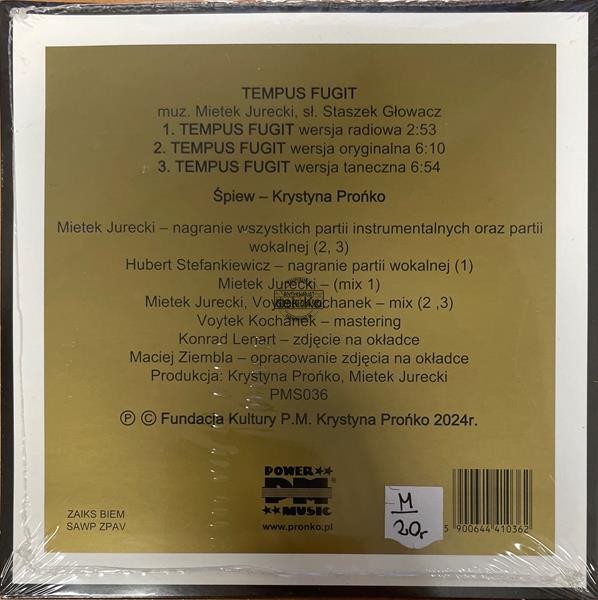 TEMPUS FUGIT
muz. Mietek Jurecki, sł. Staszek Głowacz
1. TEMPUS FUGIT wersja radiowa 2:53
2. TEMPUS FUGIT wersja oryginalna 6:10
3. TEMPUS FUGIT wersja taneczna 6:54
Śpiew – Krystyna Prońko
Mietek Jurecki – nagranie wszystkich partii instrumentalnych oraz partii
wokalnej (2, 3)
Hubert Stefankiewicz – nagranie partii wokalnej (1)
Mietek Jurecki – (mix 1)
Mietek Jurecki, Voytek Kochanek – mix (2 ,3)
Voytek Kochanek – mastering
Konrad Lenart – zdjęcie na okładce
Maciej Ziembla – opracowanie zdjęcia na okładce
Produkcja: Krystyna Prońko, Mietek Jurecki
PMS036
Ⓟ © Fundacja Kultury P.M. Krystyna Prońko 2024r.
POWER
PM®
MUSIC
www.pronko.pl
ZAIKS BIEM
SAWP ZPAV
M
20,-
5 900644 410362